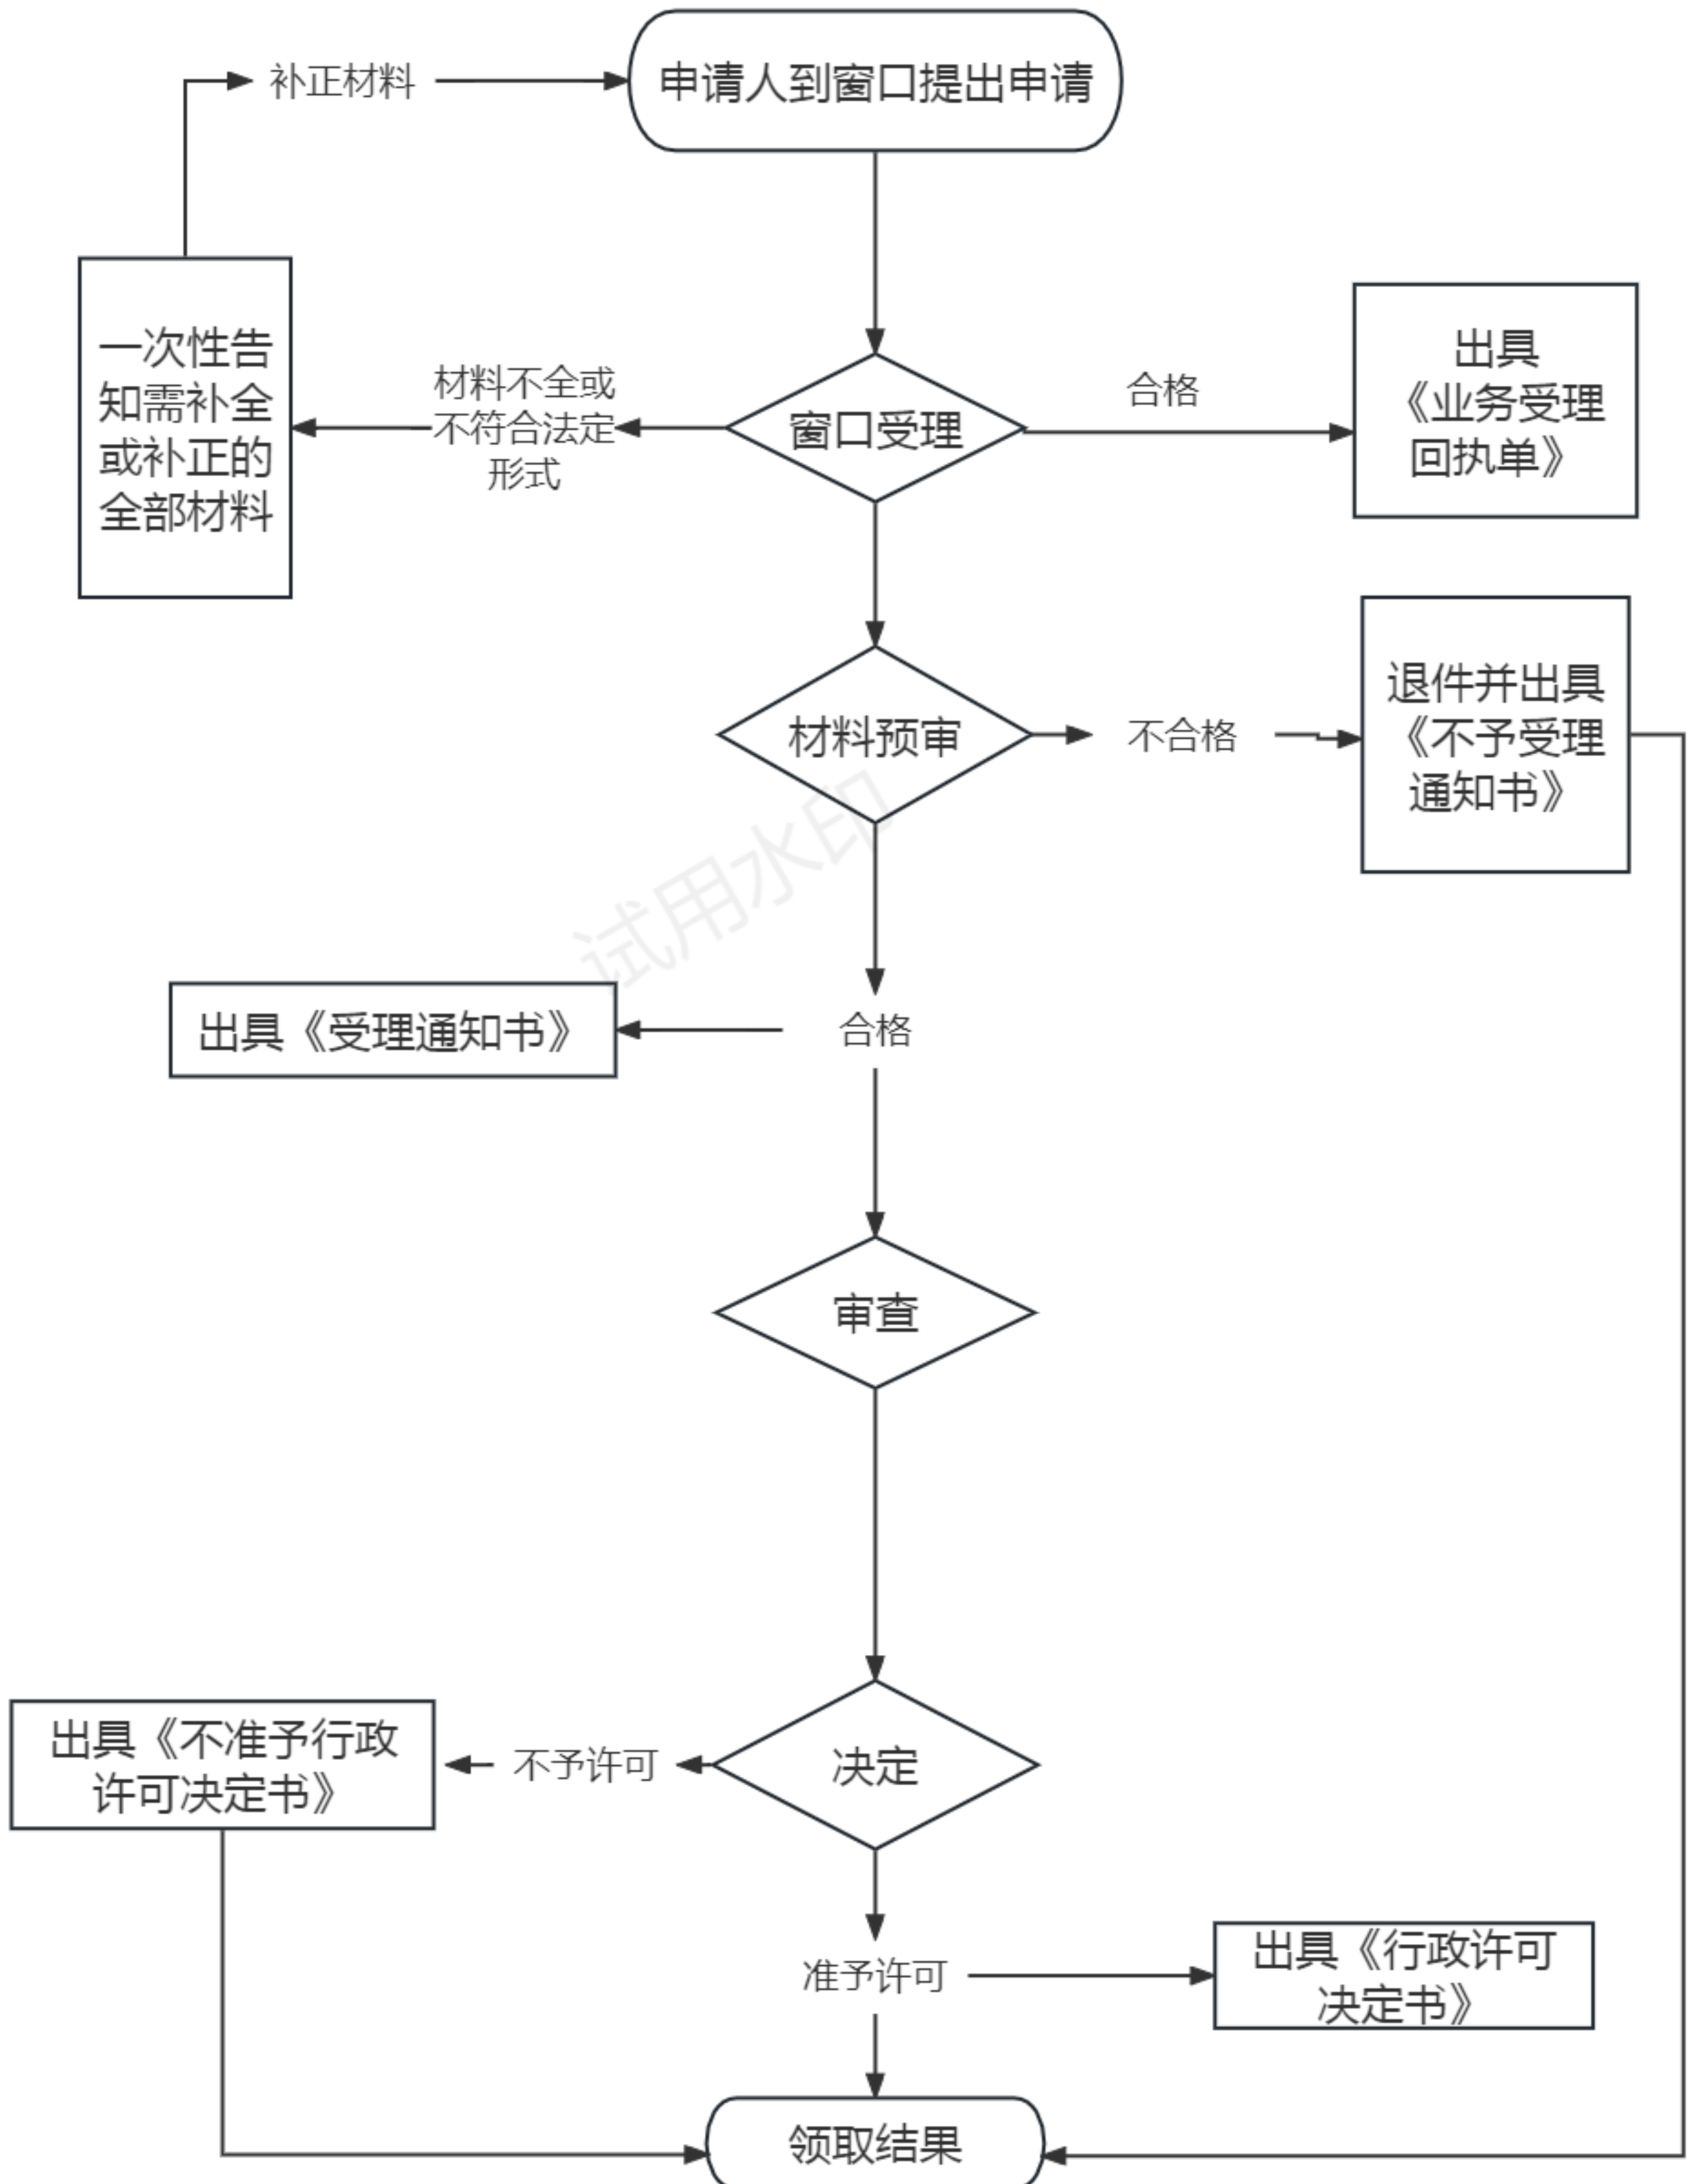 补正材料
申请人到窗口提出申请
一次性告
知需补全
或补正的
全部材料
材料不全或
不符合法定
形式
窗口受理
合格
出具
《业务受理
回执单》
材料预审
不合格
退件并出具
《不予受理
通知书》
试用水印
出具《受理通知书》
合格
审查
出具《不准予行政
许可决定书》
不予许可
决定
准予许可
出具《行政许可
决定书》
领取结果